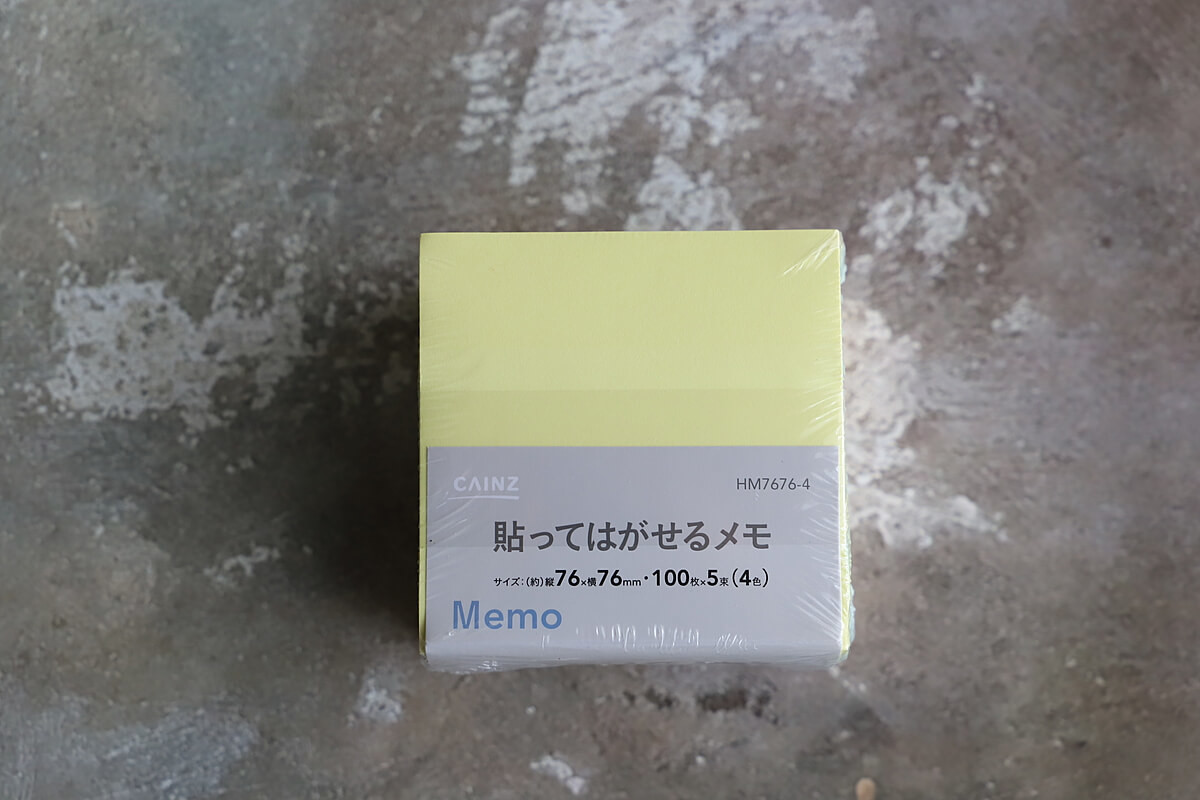 CAINZ
HM7676-4
貼ってはがせるメモ
サイズ:(約)縦76×横76mm・100枚×5束(4色)
Memo